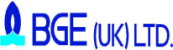 BGE (UK) LTD.